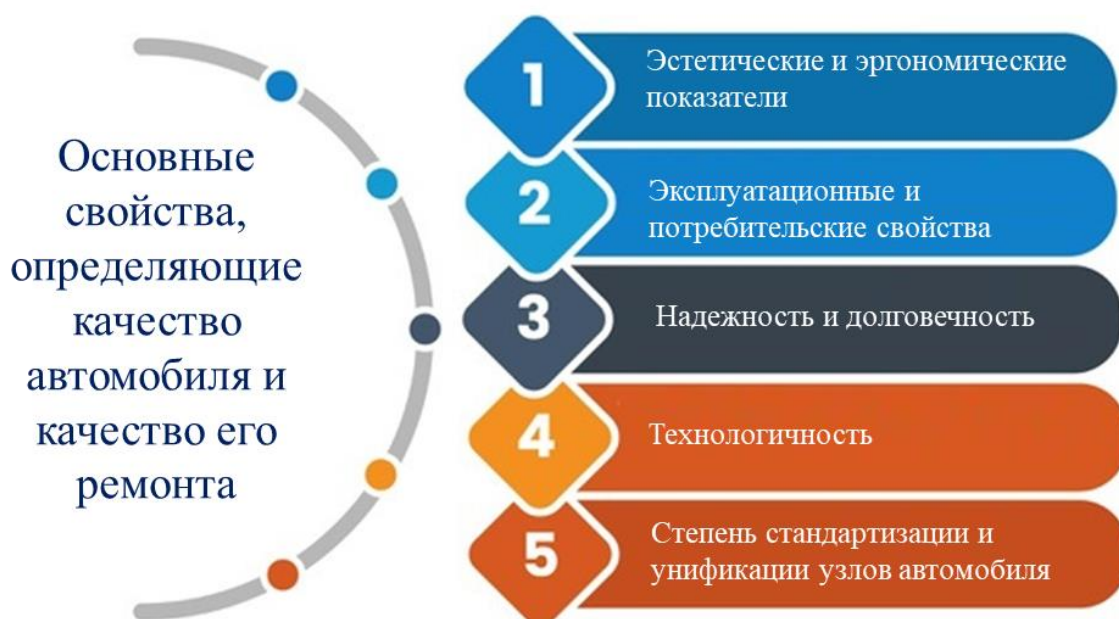 Основные
свойства,
определяющие
качество
автомобиля и
качество его
ремонта
1
Эстетические и эргономические
показатели
2
Эксплуатационные и
потребительские свойства
3
Надежность и долговечность
4
Технологичность
5
Степень стандартизации и
унификации узлов автомобиля